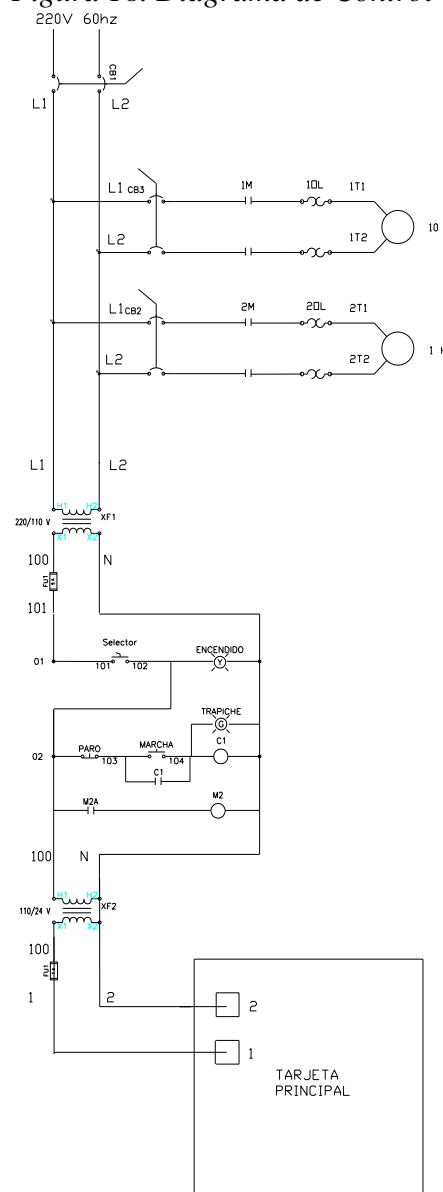 Figura 18. Diagrama de Control
220V 60hz
CB1
L1 L2
L1 CB3 1M 1OL 1T1
10
L2 1T2
L1 CB2 2M 2OL 2T1
1
L2 2T2
L1 L2
H1 H2
220/110 V XF1
X1 X2
100 N
FU1
101
Selector
01 101 102 ENCENDIDO
Y
TRAPICHE
G
02 PARO 103 MARCHA 104 C1
C1
M2A M2
100 N
H1 H2
110/24 V XF2
X1 X2
100
FU1
1 2
2
1
TARJETA
PRINCIPAL